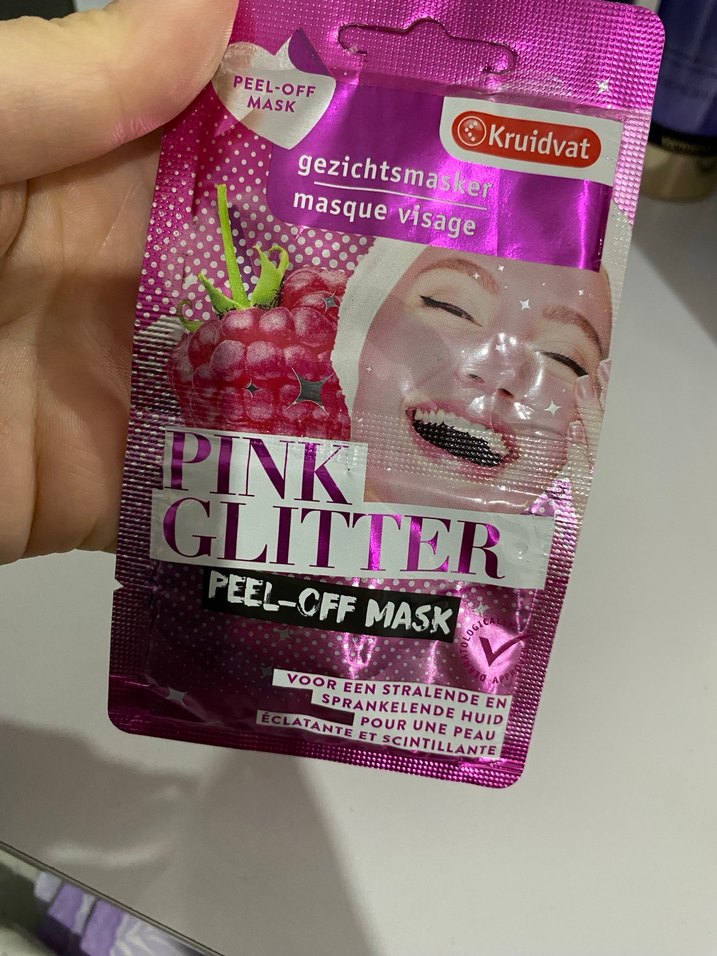 PEEL-OFF
MASK
Kruidvat
gezichtsmasker
masque visage
PINK
GLITTER
PEEL-OFF MASK
VOOR EEN STRALENDE EN
SPRANKELENDE HUID
POUR UNE PEAU
ÉCLATANTE ET SCINTILLANTE